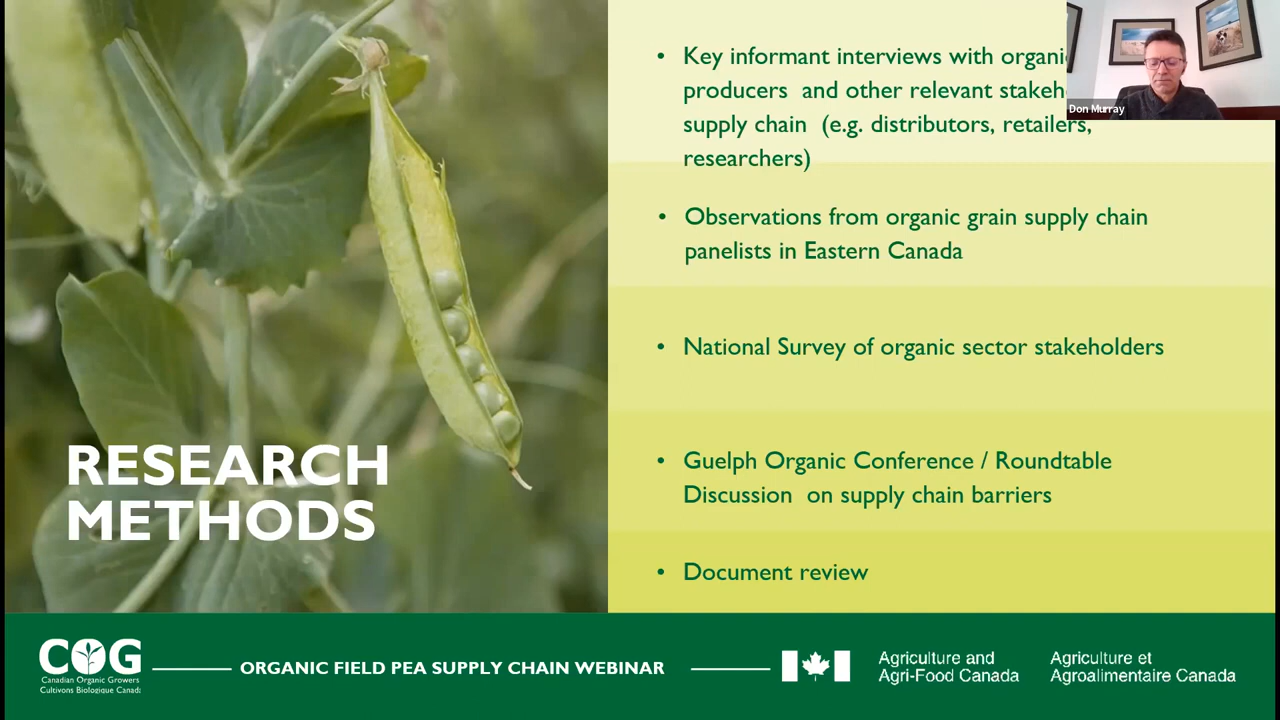 Key informant interviews with organic
producers and other relevant
supply chain (e.g. distributors, retailers,
researchers)
Don Murray
Observations from organic grain supply chain
panelists in Eastern Canada
National Survey of organic sector stakeholders
Guelph Organic Conference / Roundtable
Discussion on supply chain barriers
Document review
RESEARCH
METHODS
COG
Canadian Organic Growers
Cultivons Biologique Canada
ORGANIC FIELD PEA SUPPLY CHAIN WEBINAR
Agriculture and
Agri-Food Canada
Agriculture et
Agroalimentaire Canada